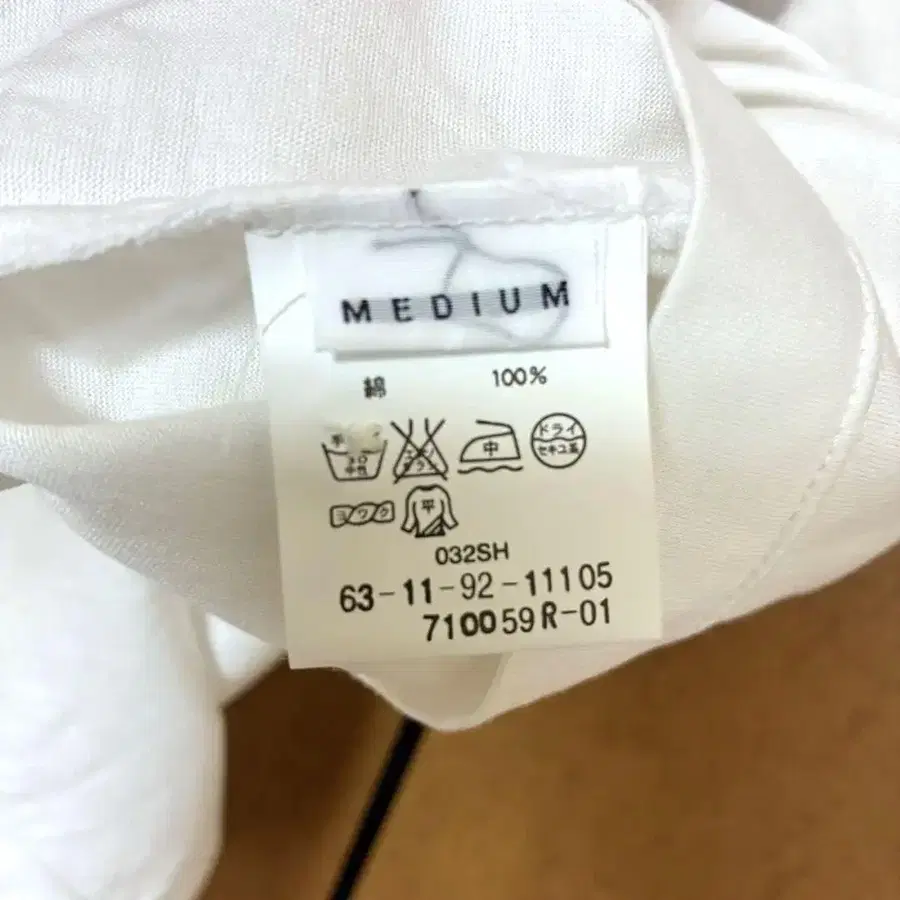 MEDIUM
綿 100%
中 ドライ
セキユ系
ヨワク 平
032SH
63-11-92-11105
710059R-01